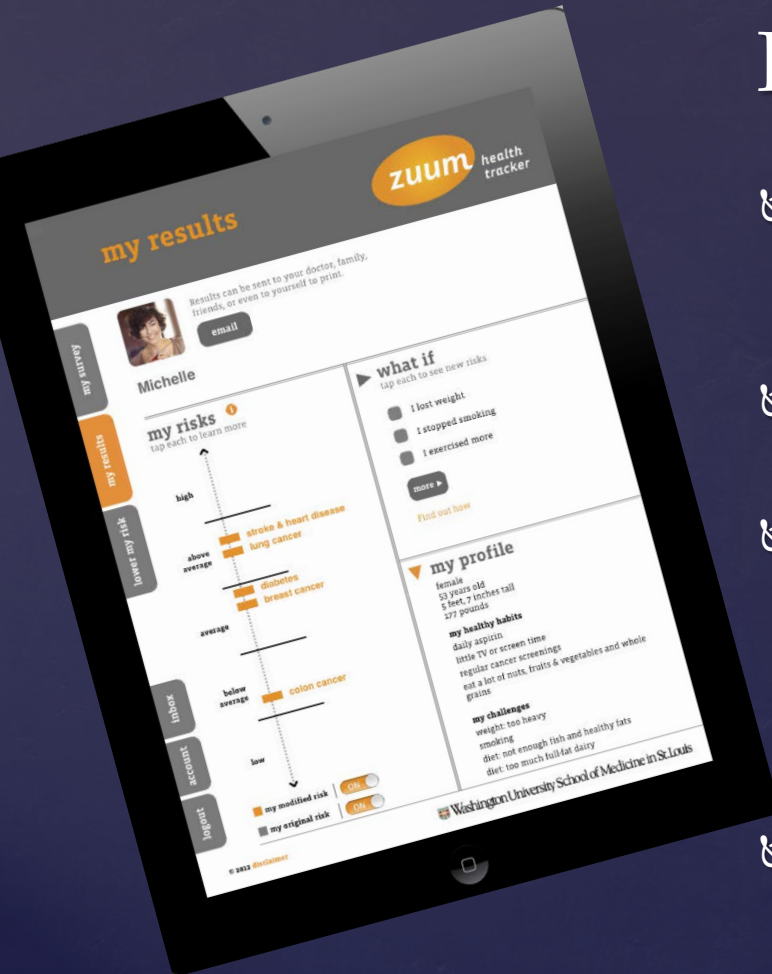 my results
zuum health tracker
Results can be sent to your doctor, family,
friends, or even to yourself to print.
email
Michelle
my survey
my results
lower my risk
inbox
account
logout
my risks
tap each to learn more
high
above
average
average
below
average
low
stroke & heart disease
lung cancer
diabetes
breast cancer
colon cancer
my modified risk ON
my original risk ON
what if
tap each to see new risks
I lost weight
I stopped smoking
I exercised more
more
Find out how
my profile
female
53 years old
5 feet, 7 inches tall
177 pounds
my healthy habits
daily aspirin
little TV or screen time
regular cancer screenings
eat a lot of nuts, fruits & vegetables and whole
grains
my challenges
weight: too heavy
smoking
diet: not enough fish and healthy fats
diet: too much full-fat dairy
Washington University School of Medicine in St. Louis
© 2012 disclaimer